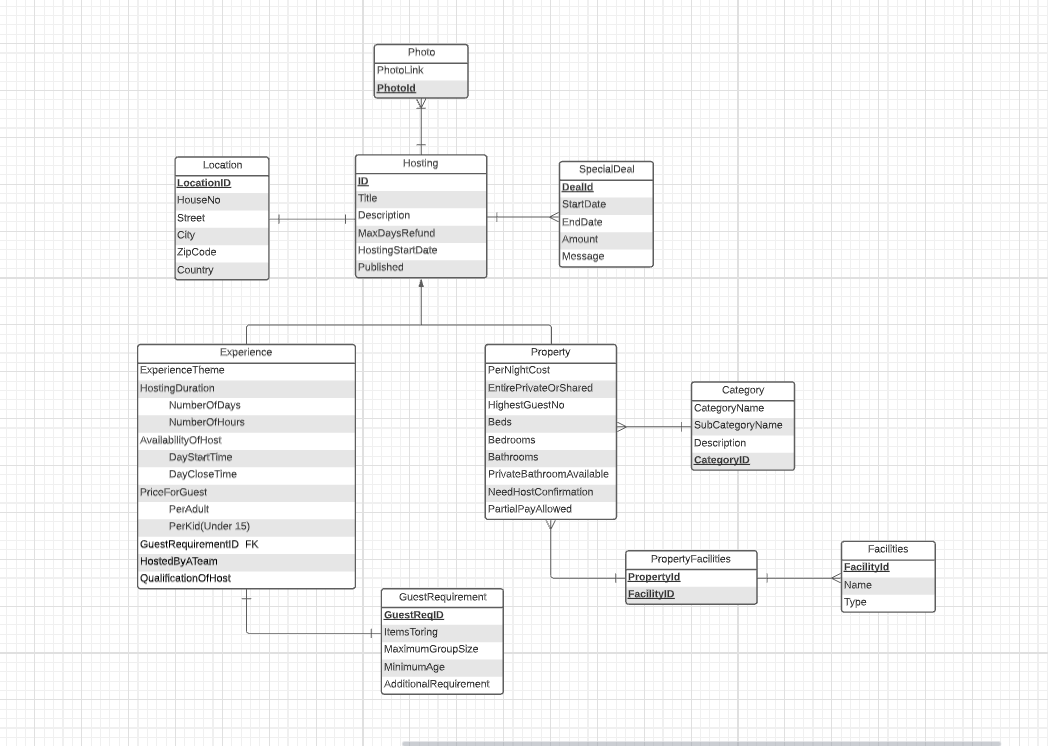 Photo
PhotoLink
PhotoId
Location
LocationID
HouseNo
Street
City
ZipCode
Country
Hosting
ID
Title
Description
MaxDaysRefund
HostingStartDate
Published
SpecialDeal
DealId
StartDate
EndDate
Amount
Message
Experience
ExperienceTheme
HostingDuration
NumberOfDays
NumberOfHours
AvailabilityOfHost
DayStartTime
DayCloseTime
PriceForGuest
PerAdult
PerKid(Under 15)
GuestRequirementID FK
HostedByATeam
QualificationOfHost
Property
PerNightCost
EntirePrivateOrShared
HighestGuestNo
Beds
Bedrooms
Bathrooms
PrivateBathroomAvailable
NeedHostConfirmation
PartialPayAllowed
Category
CategoryName
SubCategoryName
Description
CategoryID
PropertyFacilities
PropertyId
FacilityID
Facilities
FacilityId
Name
Type
GuestRequirement
GuestReqID
ItemsToring
MaximumGroupSize
MinimumAge
AdditionalRequirement